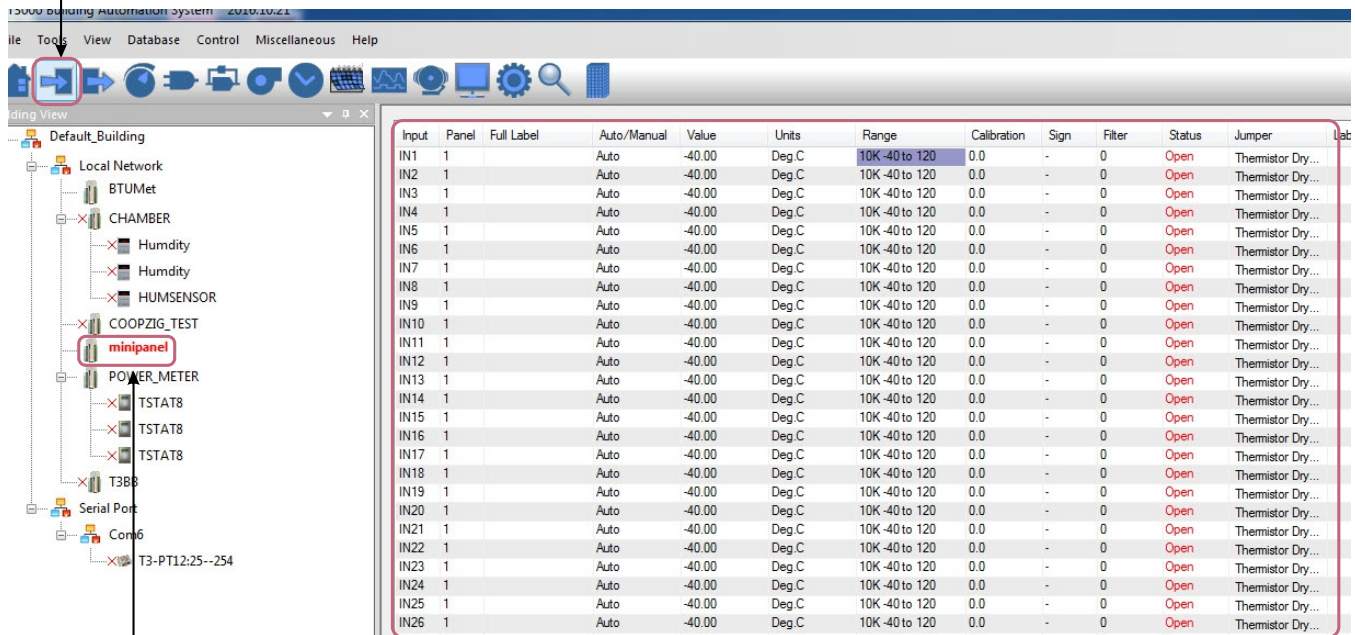 T3000 Building Automation System 2016.10.21
ile Tools View Database Control Miscellaneous Help
lding View
Default_Building
Local Network
BTUMet
CHAMBER
Humdity
Humdity
HUMSENSOR
COOPZIG_TEST
minipanel
POWER_METER
TSTAT8
TSTAT8
TSTAT8
T3BB
Serial Port
Com6
T3-PT12:25--254
Input Panel Full Label Auto/Manual Value Units Range Calibration Sign Filter Status Jumper Lab
IN1 1 Auto -40.00 Deg.C 10K -40 to 120 0.0 - 0 Open Thermistor Dry...
IN2 1 Auto -40.00 Deg.C 10K -40 to 120 0.0 - 0 Open Thermistor Dry...
IN3 1 Auto -40.00 Deg.C 10K -40 to 120 0.0 - 0 Open Thermistor Dry...
IN4 1 Auto -40.00 Deg.C 10K -40 to 120 0.0 - 0 Open Thermistor Dry...
IN5 1 Auto -40.00 Deg.C 10K -40 to 120 0.0 - 0 Open Thermistor Dry...
IN6 1 Auto -40.00 Deg.C 10K -40 to 120 0.0 - 0 Open Thermistor Dry...
IN7 1 Auto -40.00 Deg.C 10K -40 to 120 0.0 - 0 Open Thermistor Dry...
IN8 1 Auto -40.00 Deg.C 10K -40 to 120 0.0 - 0 Open Thermistor Dry...
IN9 1 Auto -40.00 Deg.C 10K -40 to 120 0.0 - 0 Open Thermistor Dry...
IN10 1 Auto -40.00 Deg.C 10K -40 to 120 0.0 - 0 Open Thermistor Dry...
IN11 1 Auto -40.00 Deg.C 10K -40 to 120 0.0 - 0 Open Thermistor Dry...
IN12 1 Auto -40.00 Deg.C 10K -40 to 120 0.0 - 0 Open Thermistor Dry...
IN13 1 Auto -40.00 Deg.C 10K -40 to 120 0.0 - 0 Open Thermistor Dry...
IN14 1 Auto -40.00 Deg.C 10K -40 to 120 0.0 - 0 Open Thermistor Dry...
IN15 1 Auto -40.00 Deg.C 10K -40 to 120 0.0 - 0 Open Thermistor Dry...
IN16 1 Auto -40.00 Deg.C 10K -40 to 120 0.0 - 0 Open Thermistor Dry...
IN17 1 Auto -40.00 Deg.C 10K -40 to 120 0.0 - 0 Open Thermistor Dry...
IN18 1 Auto -40.00 Deg.C 10K -40 to 120 0.0 - 0 Open Thermistor Dry...
IN19 1 Auto -40.00 Deg.C 10K -40 to 120 0.0 - 0 Open Thermistor Dry...
IN20 1 Auto -40.00 Deg.C 10K -40 to 120 0.0 - 0 Open Thermistor Dry...
IN21 1 Auto -40.00 Deg.C 10K -40 to 120 0.0 - 0 Open Thermistor Dry...
IN22 1 Auto -40.00 Deg.C 10K -40 to 120 0.0 - 0 Open Thermistor Dry...
IN23 1 Auto -40.00 Deg.C 10K -40 to 120 0.0 - 0 Open Thermistor Dry...
IN24 1 Auto -40.00 Deg.C 10K -40 to 120 0.0 - 0 Open Thermistor Dry...
IN25 1 Auto -40.00 Deg.C 10K -40 to 120 0.0 - 0 Open Thermistor Dry...
IN26 1 Auto -40.00 Deg.C 10K -40 to 120 0.0 - 0 Open Thermistor Dry...